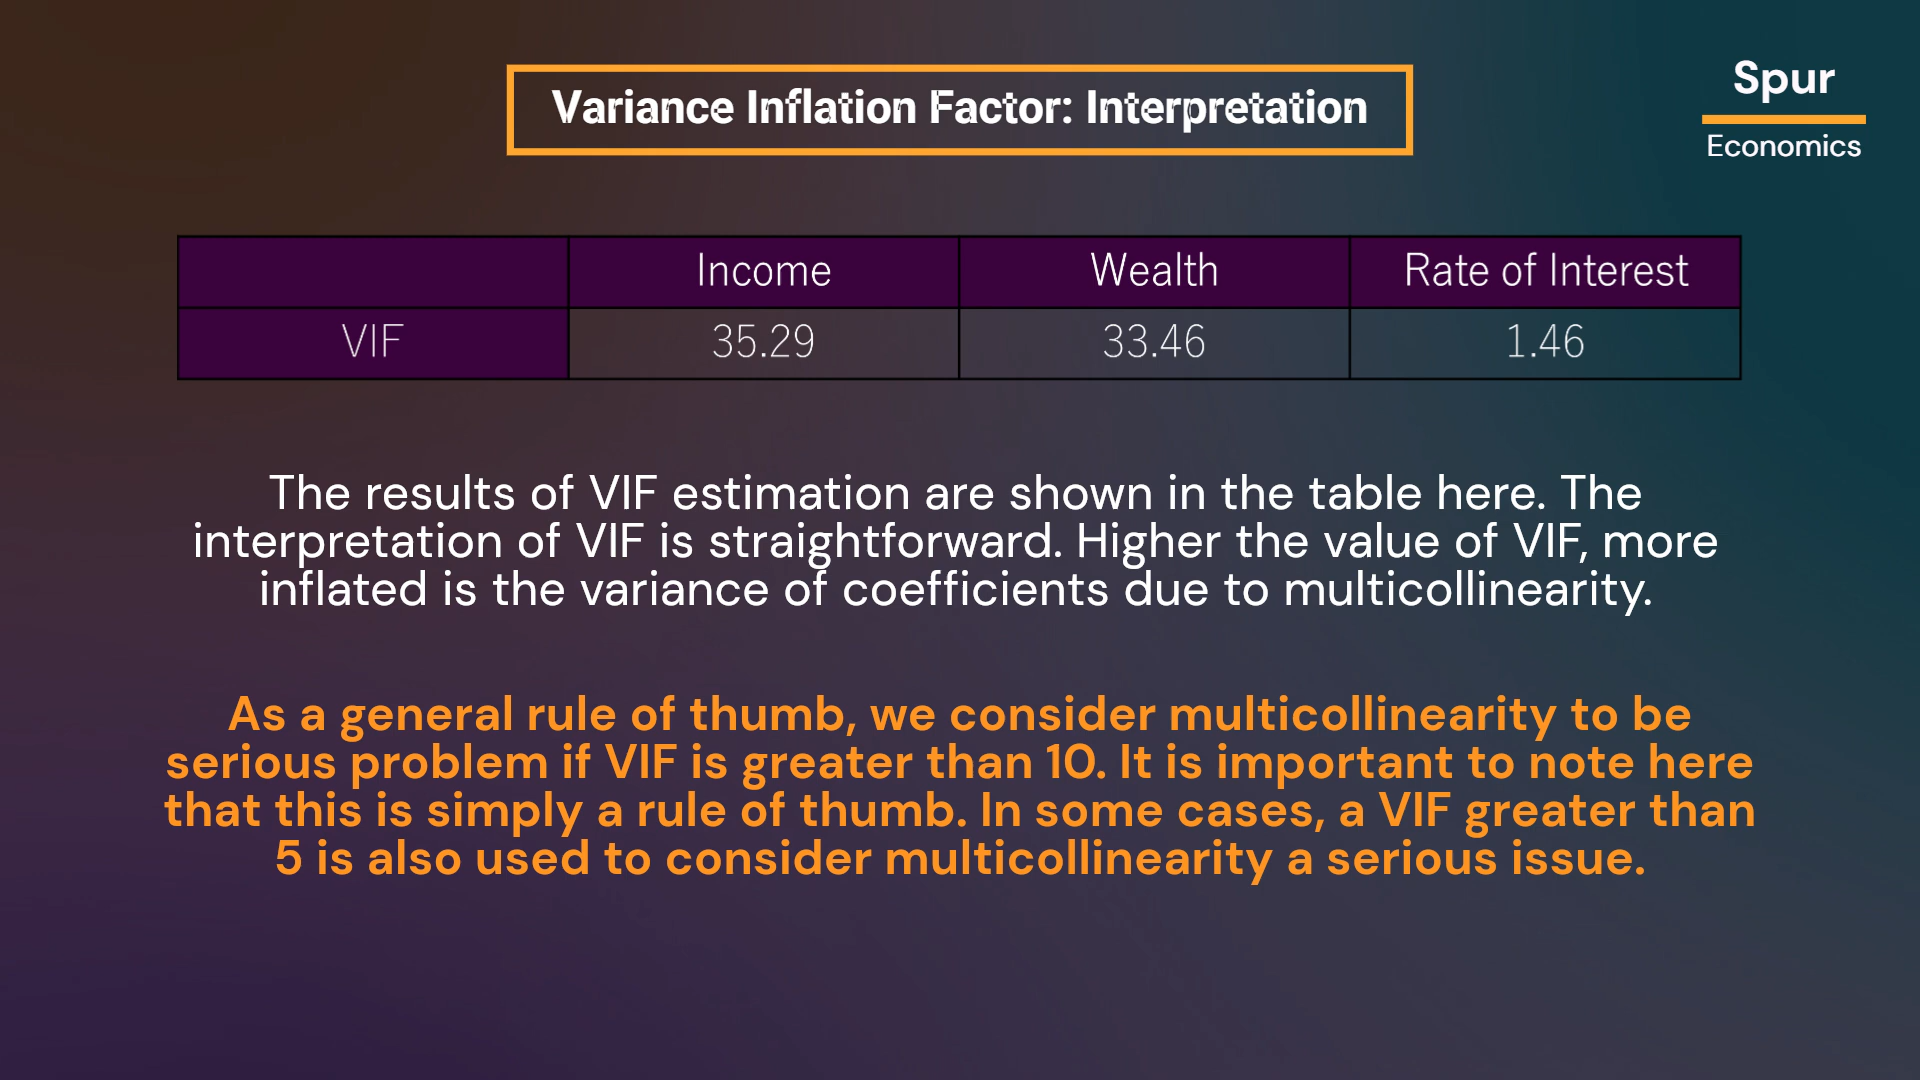 Variance Inflation Factor: Interpretation
Spur
Economics
Income Wealth Rate of Interest
VIF 35.29 33.46 1.46
The results of VIF estimation are shown in the table here. The
interpretation of VIF is straightforward. Higher the value of VIF, more
inflated is the variance of coefficients due to multicollinearity.
As a general rule of thumb, we consider multicollinearity to be
serious problem if VIF is greater than 10. It is important to note here
that this is simply a rule of thumb. In some cases, a VIF greater than
5 is also used to consider multicollinearity a serious issue.